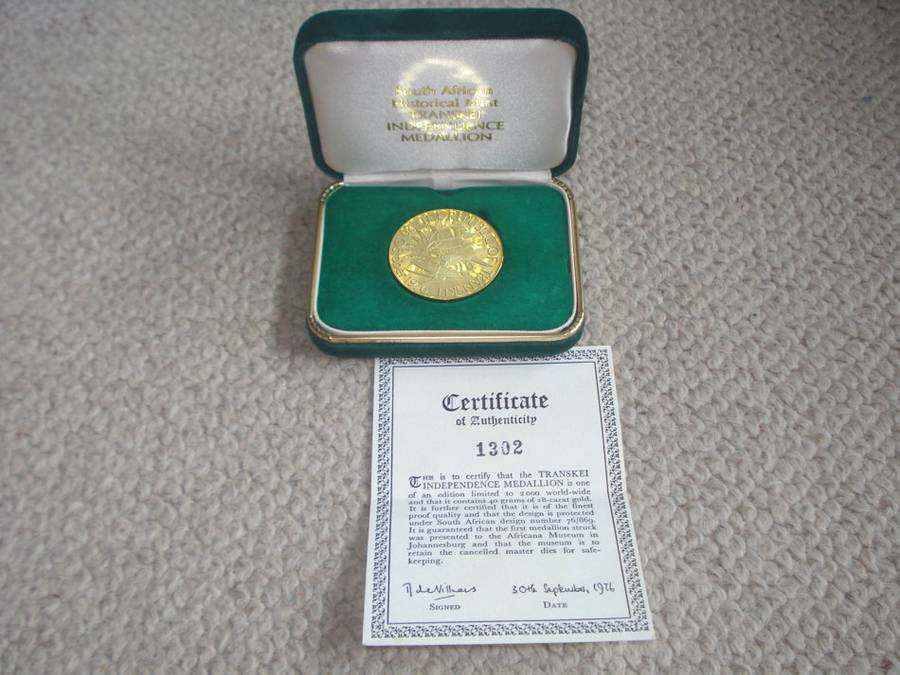 South African
Historical Mint
TRANSKEI
INDEPENDENCE
MEDALLION
REPUBLIC OF TRANSKEI
Certificate
of Authenticity
1302
THIS is to certify that the TRANSKEI
INDEPENDENCE MEDALLION is one
of an edition limited to 2000 world-wide
and that it contains 40 grams of 18-carat gold.
It is further certified that it is of the finest
proof quality and that the design is protected
under South African design number 76/869.
It is guaranteed that the first medallion struck
was presented to the Africana Museum in
Johannesburg and that the museum is to
retain the cancelled master dies for safe-
keeping.
30th September, 1976
SIGNED DATE